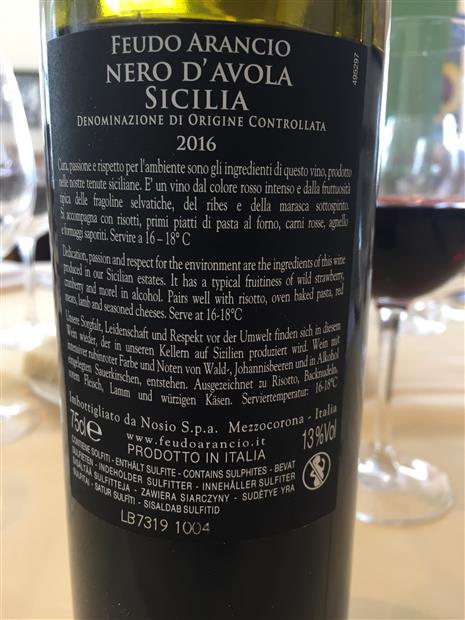 FEUDO ARANCIO
NERO D'AVOLA
SICILIA
DENOMINAZIONE DI ORIGINE CONTROLLATA
2016
495297
Cura, passione e rispetto per l'ambiente sono gli ingredienti di questo vino, prodotto
nelle nostre tenute siciliane. E' un vino dal colore rosso intenso e dalla fruttuosità
tipica delle fragoline selvatiche, del ribes e della marasca sottospirito.
Si accompagna con risotti, primi piatti di pasta al forno, carni rosse, agnello
e formaggi saporiti. Servire a 16-18° C
Dedication, passion and respect for the environment are the ingredients of this wine
produced in our Sicilian estates. It has a typical fruitiness of wild strawberry,
cranberry and morel in alcohol. Pairs well with risotto, oven baked pasta, red
meats, lamb and seasoned cheeses. Serve at 16-18°C
Unsere Sorgfalt, Leidenschaft und Respekt vor der Umwelt finden sich in diesem
Wein wieder, der in unseren Kellern auf Sizilien produziert wird. Wein mit
intensiver rubinroter Farbe und Noten von Wald-, Johannisbeeren und in Alkohol
eingelegten Sauerkirschen, entstehen. Ausgezeichnet zu Risotto, Backnudeln,
rotem Fleisch, Lamm und würzigen Käsen. Serviertemperatur: 16-18°C
Imbottigliato da Nosio S.p.a. Mezzocorona - Italia
75cl e
www.feudoarancio.it
13%Vol
PRODOTTO IN ITALIA
CONTIENE SOLFITI - ENTHÄLT SULFITE - CONTAINS SULPHITES - BEVAT
SULFIETEN - INDEHOLDER SULFITTER - INNEHÅLLER SULFITER
SISÄLTÄÄ SULFIITTEJA - ZAWIERA SIARCZYNY - SUDĖTYJE YRA
SULFITAI - SATUR SULFĪTI - SISALDAB SULFITID
LB7319 1004